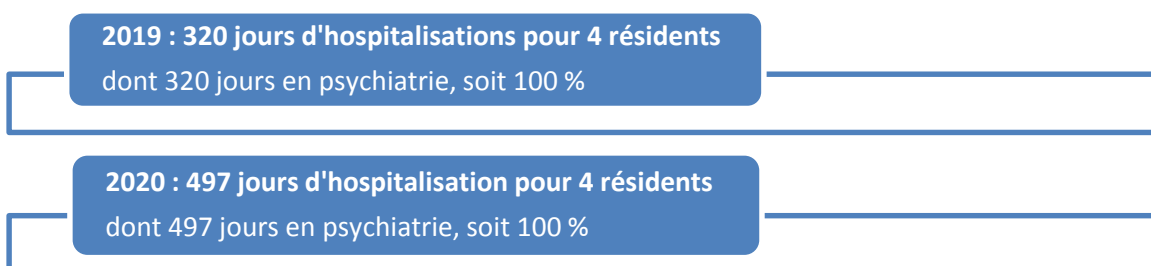 2019 : 320 jours d'hospitalisations pour 4 résidents
dont 320 jours en psychiatrie, soit 100 %
2020 : 497 jours d'hospitalisation pour 4 résidents
dont 497 jours en psychiatrie, soit 100 %